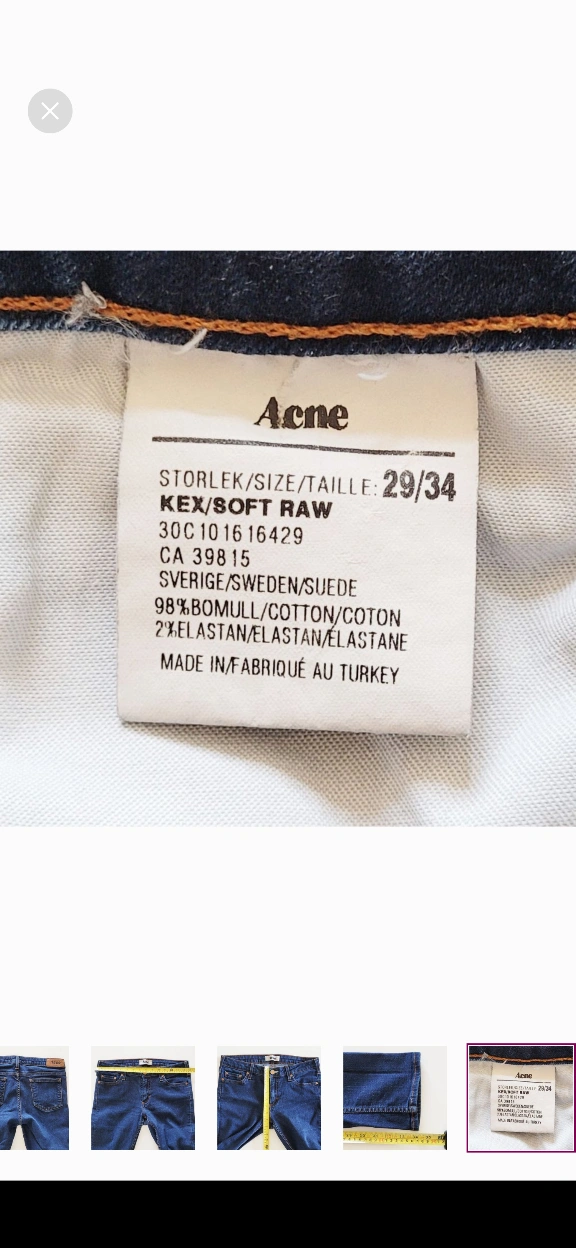 Acne
STORLEK/SIZE/TAILLE: 29/34
KEX/SOFT RAW
30C101616429
CA 39815
SVERIGE/SWEDEN/SUEDE
98%BOMULL/COTTON/COTON
2%ELASTAN/ELASTAN/ÉLASTANE
MADE IN/FABRIQUÉ AU TURKEY